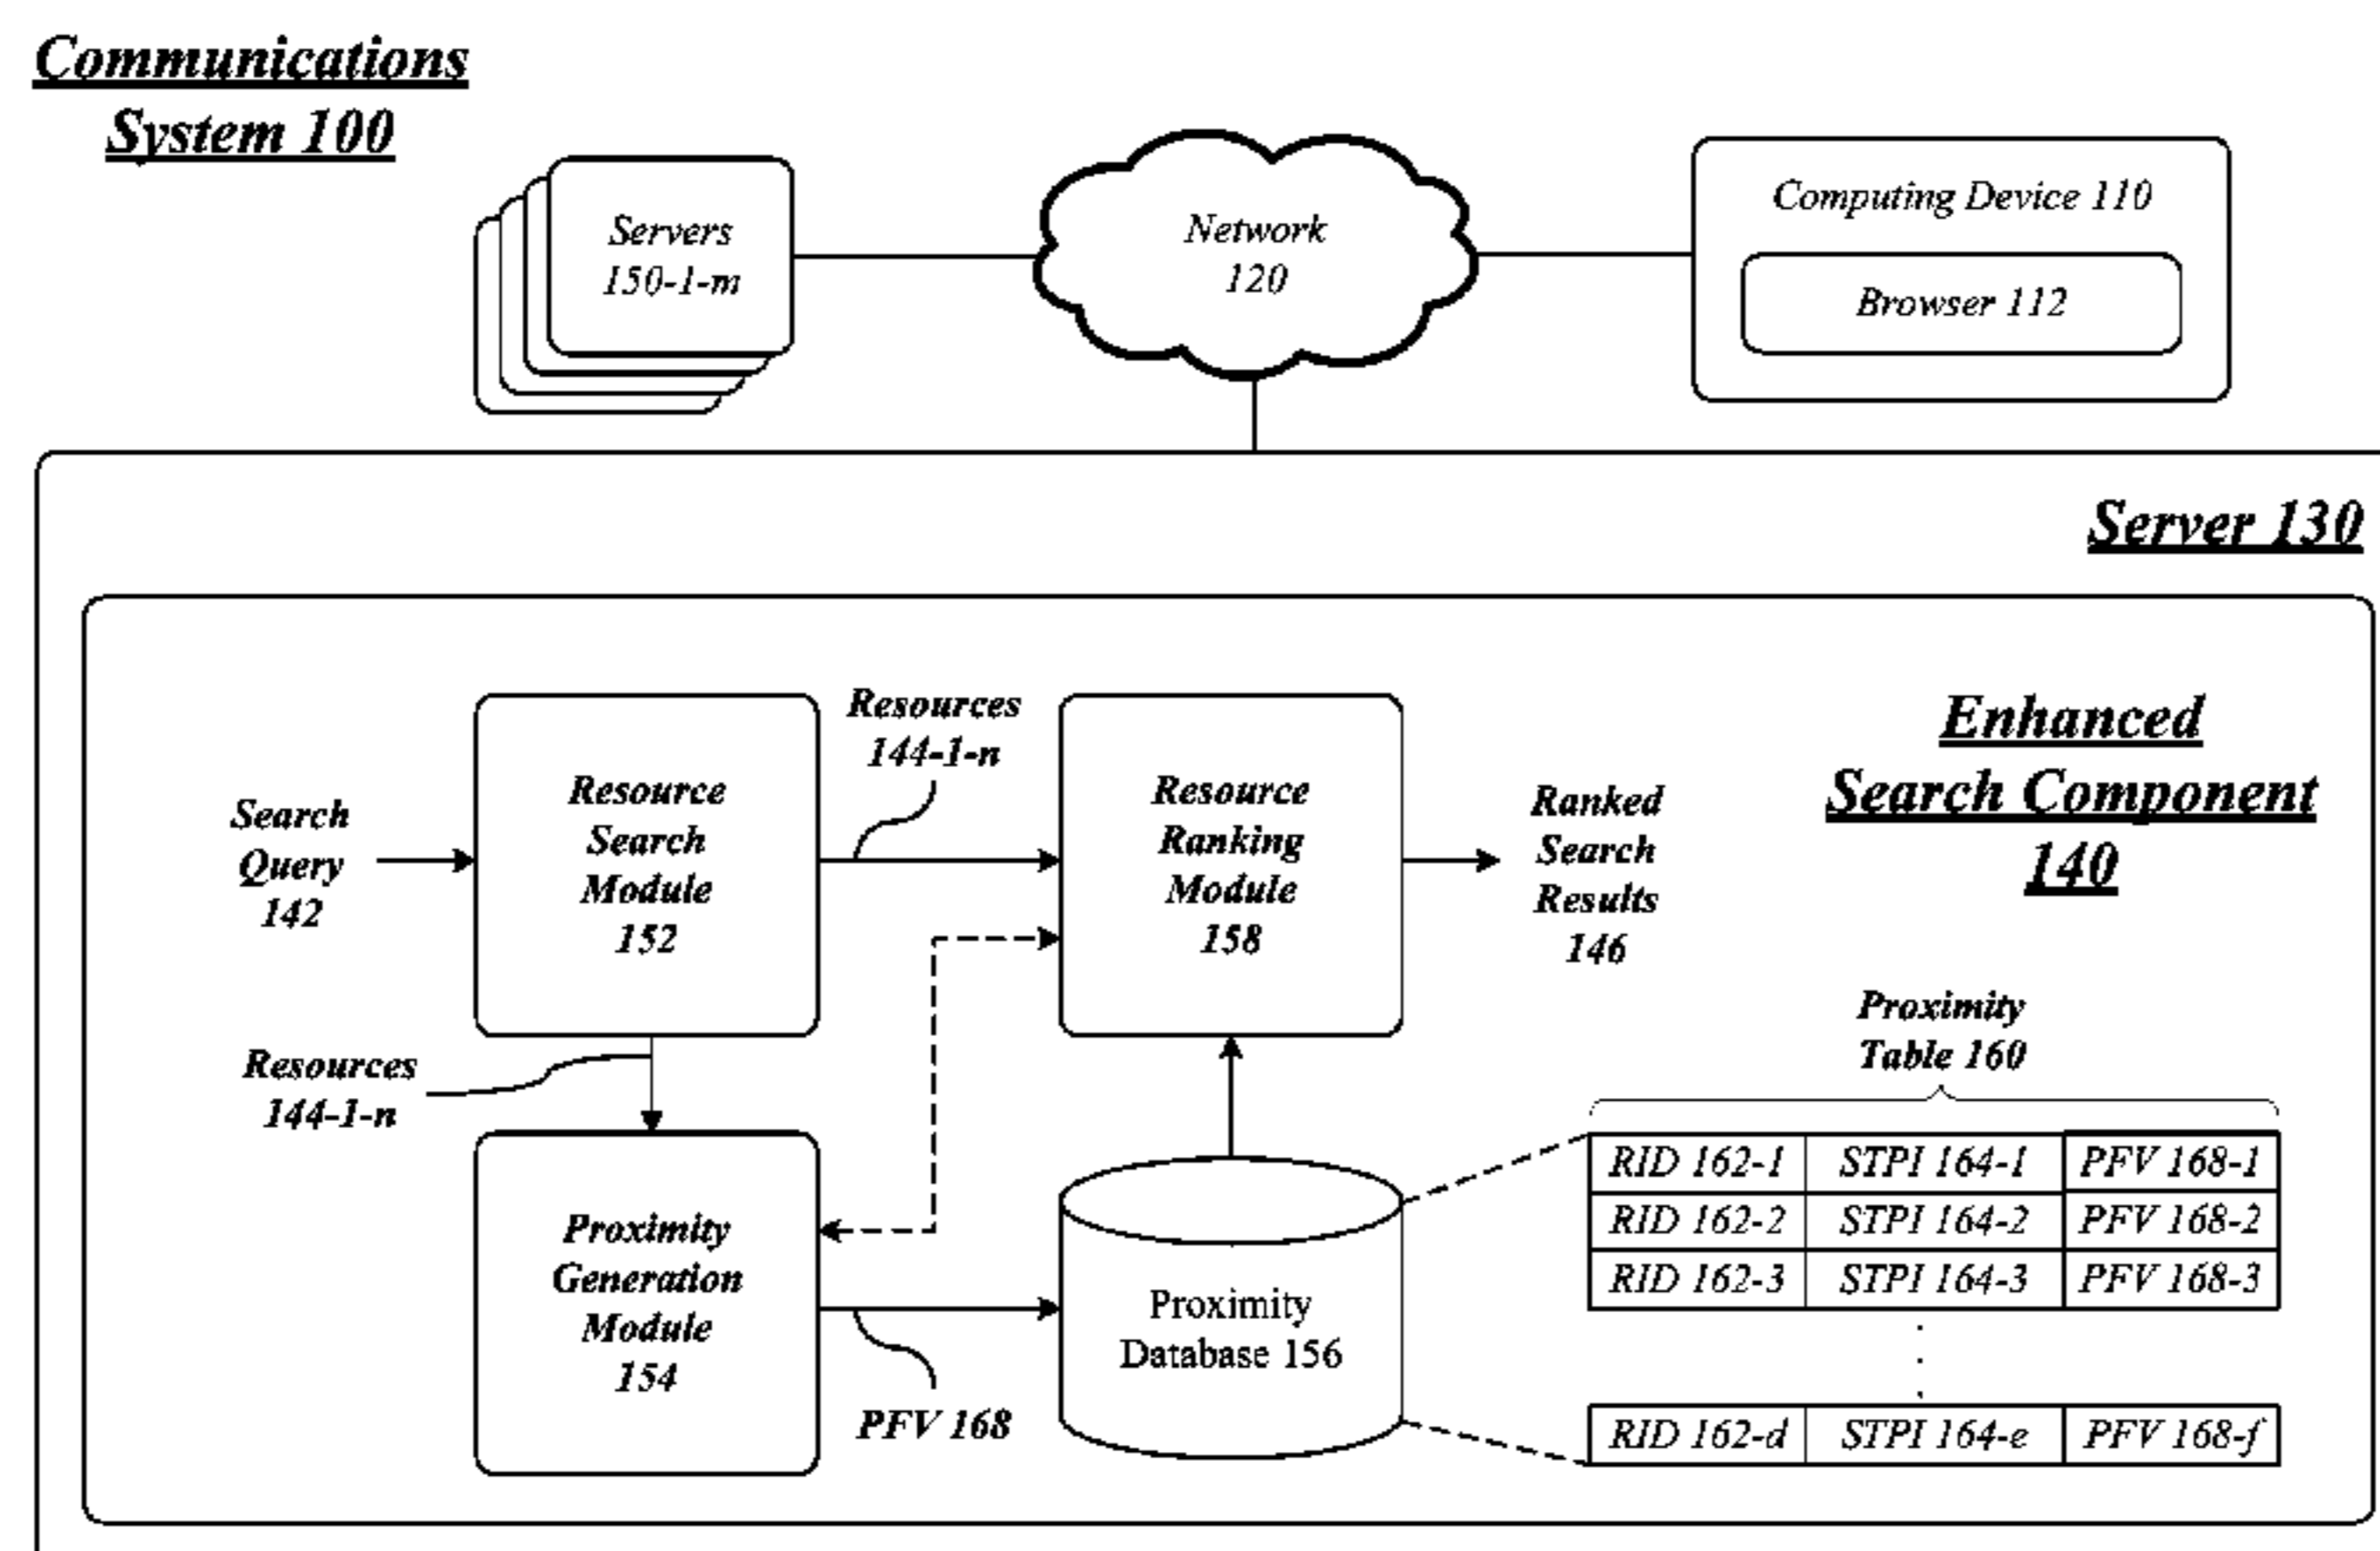 Communications
System 100
Servers
150-1-m
Network
120
Computing Device 110
Browser 112
Server 130
Enhanced
Search Component
140
Search
Query
142
Resource
Search
Module
152
Resources
144-1-n
Resource
Ranking
Module
158
Ranked
Search
Results
146
Resources
144-1-n
Proximity
Generation
Module
154
PFV 168
Proximity
Database 156
Proximity
Table 160
RID 162-1 STPI 164-1 PFV 168-1
RID 162-2 STPI 164-2 PFV 168-2
RID 162-3 STPI 164-3 PFV 168-3
RID 162-d STPI 164-e PFV 168-f